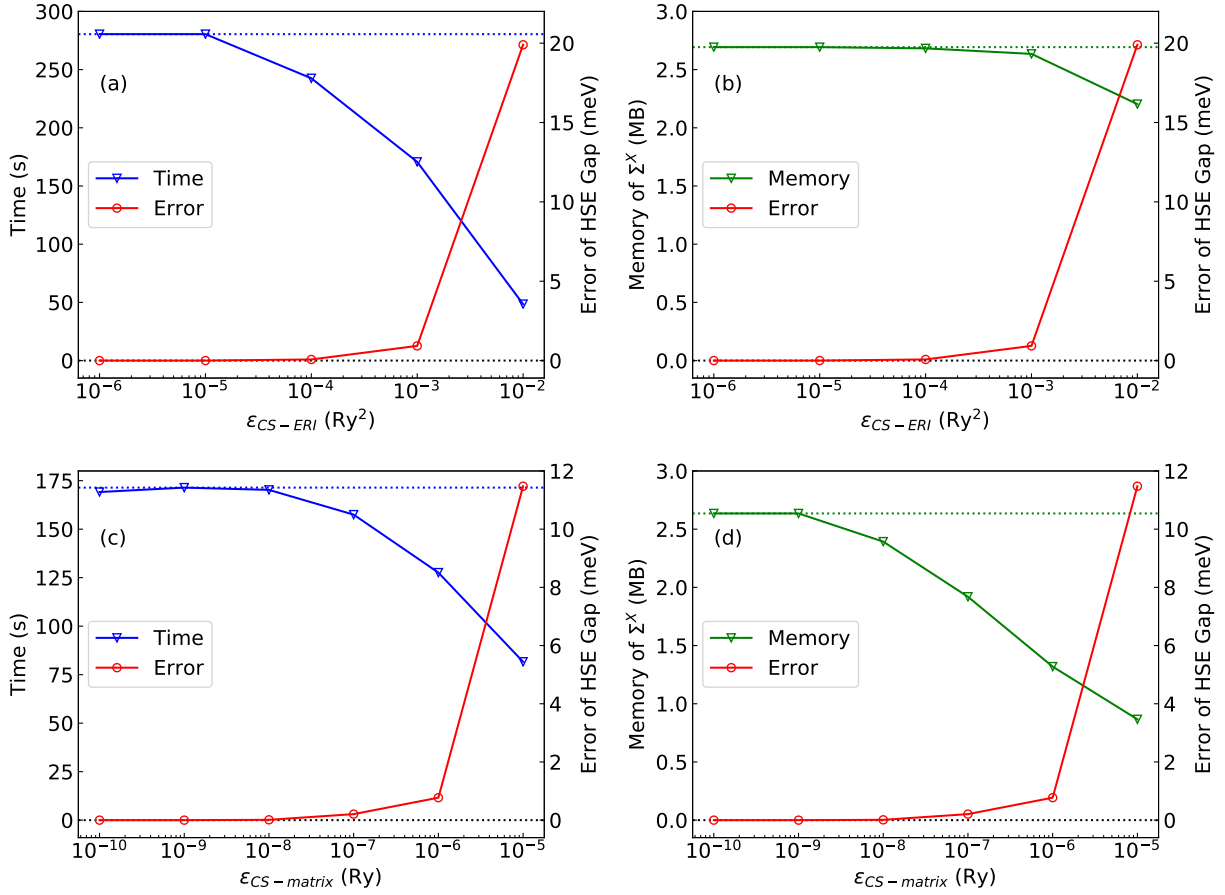 300
250
200
150
100
50
0
Time (s)
(a)
Time
Error
20
15
10
5
0
Error of HSE Gap (meV)
10⁻⁶ 10⁻⁵ 10⁻⁴ 10⁻³ 10⁻²
εCS−ERI (Ry²)
3.0
2.5
2.0
1.5
1.0
0.5
0.0
Memory of Σˣ (MB)
(b)
Memory
Error
20
15
10
5
0
Error of HSE Gap (meV)
10⁻⁶ 10⁻⁵ 10⁻⁴ 10⁻³ 10⁻²
εCS−ERI (Ry²)
175
150
125
100
75
50
25
0
Time (s)
(c)
Time
Error
12
10
8
6
4
2
0
Error of HSE Gap (meV)
10⁻¹⁰ 10⁻⁹ 10⁻⁸ 10⁻⁷ 10⁻⁶ 10⁻⁵
εCS−matrix (Ry)
3.0
2.5
2.0
1.5
1.0
0.5
0.0
Memory of Σˣ (MB)
(d)
Memory
Error
12
10
8
6
4
2
0
Error of HSE Gap (meV)
10⁻¹⁰ 10⁻⁹ 10⁻⁸ 10⁻⁷ 10⁻⁶ 10⁻⁵
εCS−matrix (Ry)